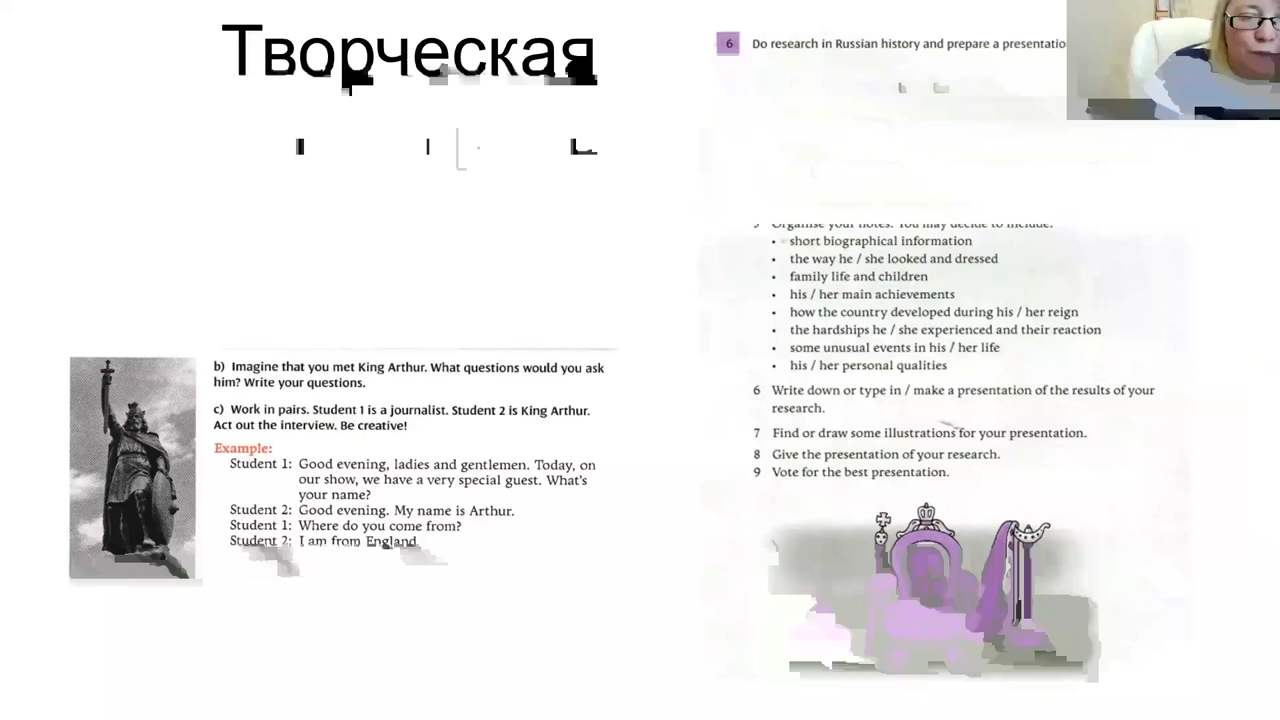 Творческая
b) Imagine that you met King Arthur. What questions would you ask
him? Write your questions.
c) Work in pairs. Student 1 is a journalist. Student 2 is King Arthur.
Act out the interview. Be creative!
Example:
Student 1: Good evening, ladies and gentlemen. Today, on
our show, we have a very special guest. What's
your name?
Student 2: Good evening. My name is Arthur.
Student 1: Where do you come from?
Student 2: I am from England
6 Do research in Russian history and prepare a presentatio
Organise your notes. You may decide to include:
• short biographical information
• the way he / she looked and dressed
• family life and children
• his / her main achievements
• how the country developed during his / her reign
• the hardships he / she experienced and their reaction
• some unusual events in his / her life
• his / her personal qualities
6 Write down or type in / make a presentation of the results of your
research.
7 Find or draw some illustrations for your presentation.
8 Give the presentation of your research.
9 Vote for the best presentation.